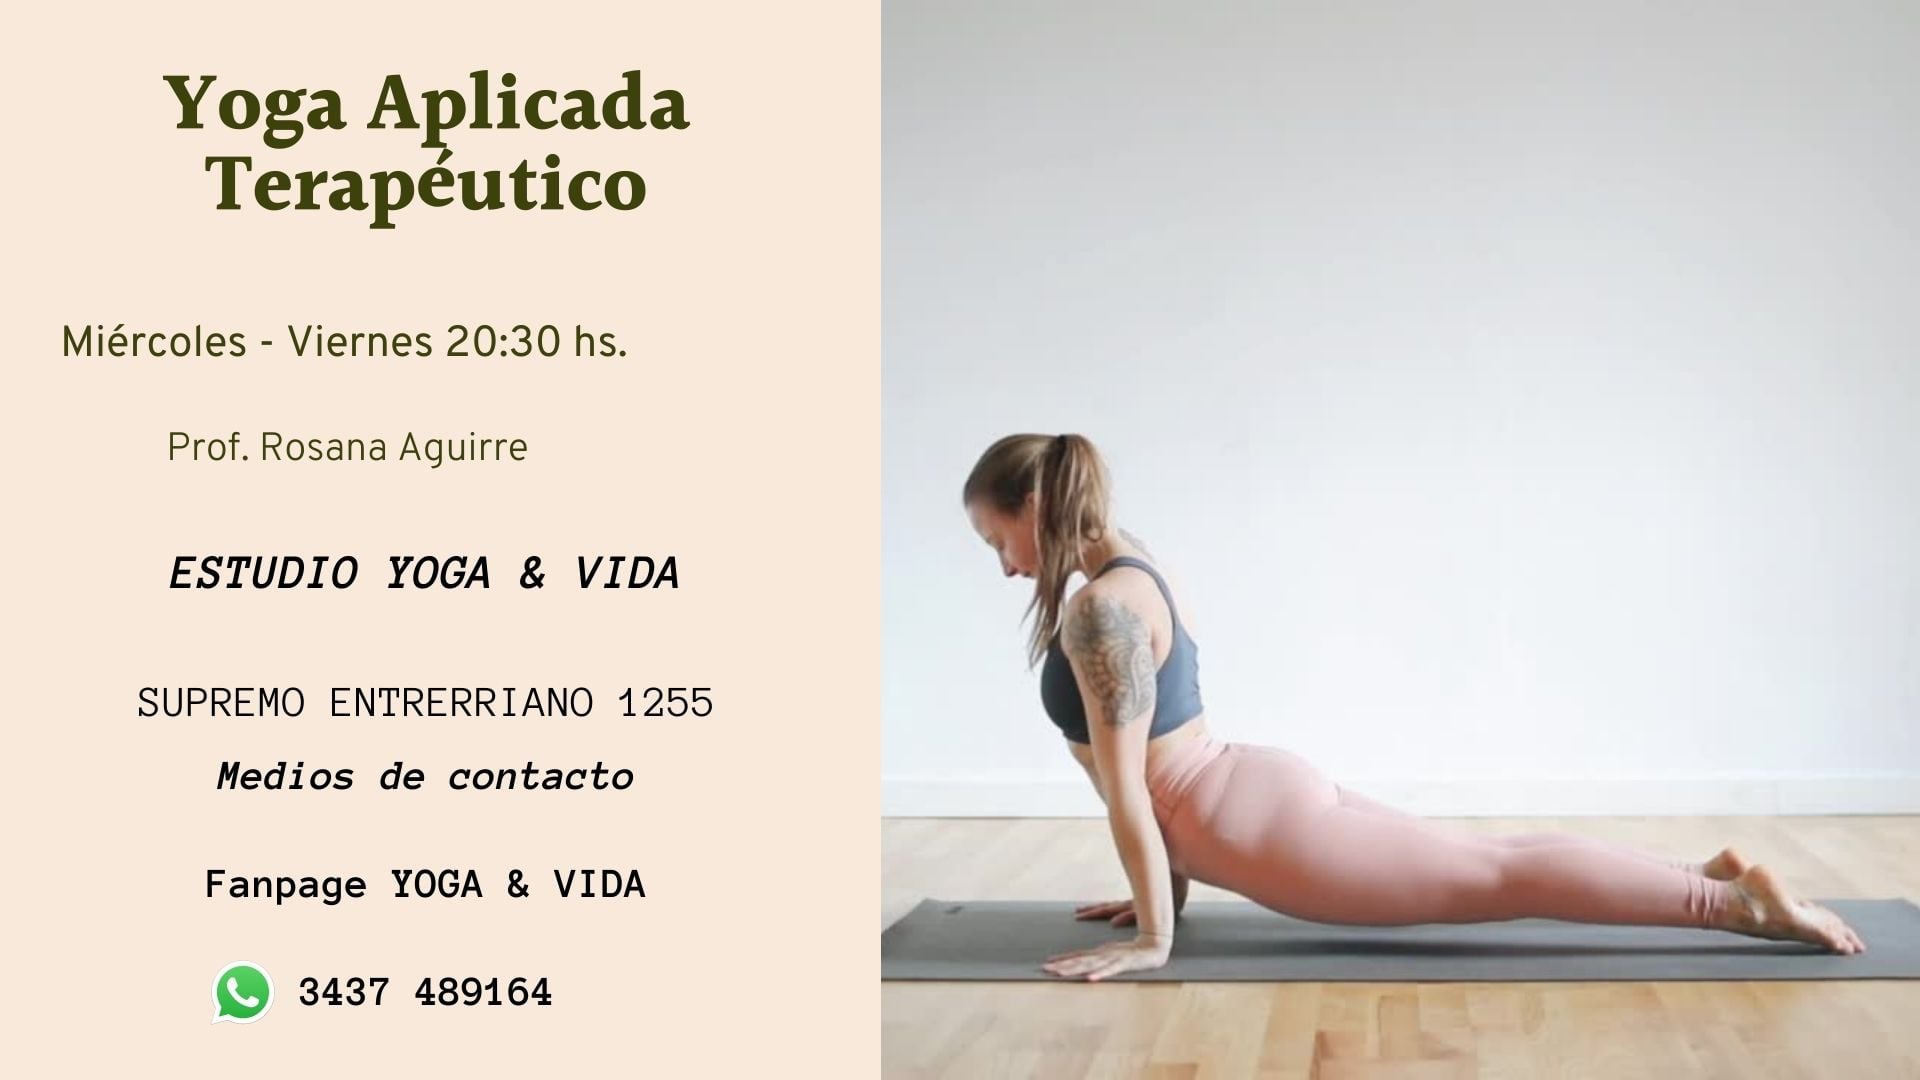 Yoga Aplicada
Terapéutico
Miércoles - Viernes 20:30 hs.
Prof. Rosana Aguirre
ESTUDIO YOGA & VIDA
SUPREMO ENTRERRIANO 1255
Medios de contacto
Fanpage YOGA & VIDA
3437 489164